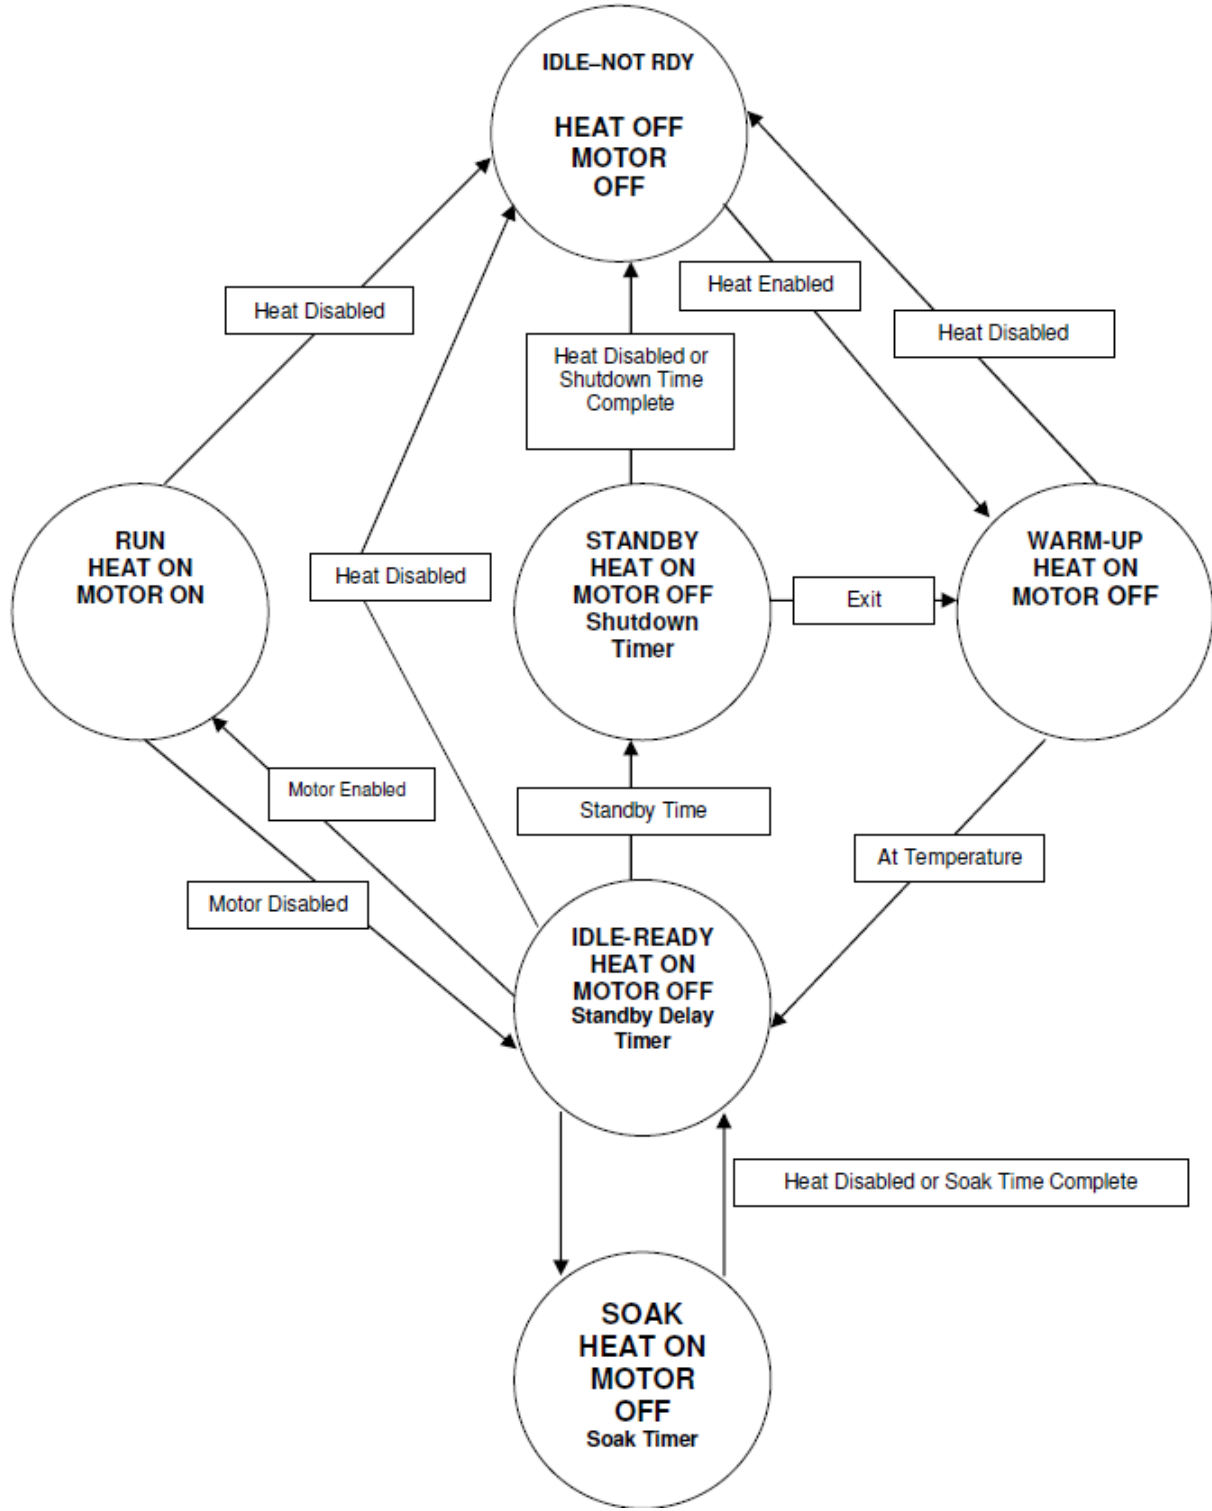 IDLE–NOT RDY
HEAT OFF
MOTOR
OFF
Heat Enabled
Heat Disabled
Heat Disabled
Heat Disabled or
Shutdown Time
Complete
RUN
HEAT ON
MOTOR ON
Heat Disabled
STANDBY
HEAT ON
MOTOR OFF
Shutdown
Timer
Exit
WARM-UP
HEAT ON
MOTOR OFF
Motor Enabled
Standby Time
At Temperature
Motor Disabled
IDLE-READY
HEAT ON
MOTOR OFF
Standby Delay
Timer
Heat Disabled or Soak Time Complete
SOAK
HEAT ON
MOTOR
OFF
Soak Timer